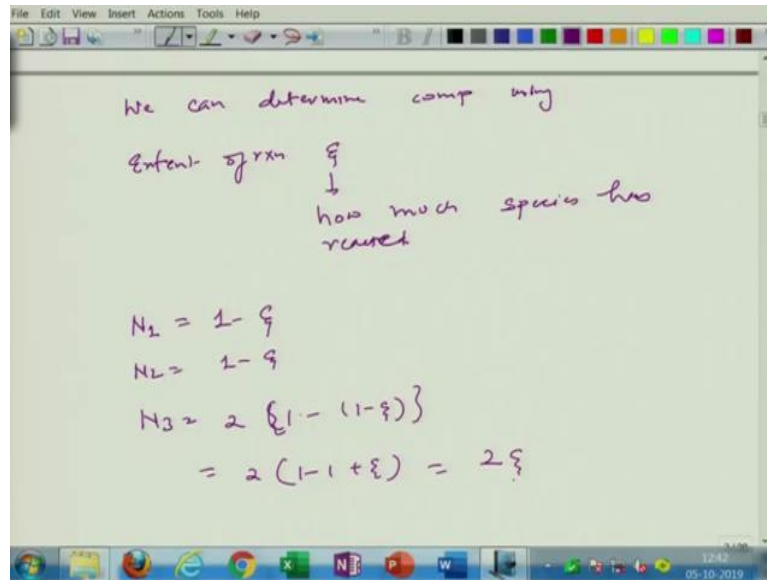 File Edit View Insert Actions Tools Help
We can determine comp using
Extent of rxn ξ
↓
how much species has
reacted
N1 = 1 - ξ
N2 = 1 - ξ
N3 = 2 {1 - (1-ξ)}
= 2 (1-1+ξ) = 2ξ
12:42
05-10-2019